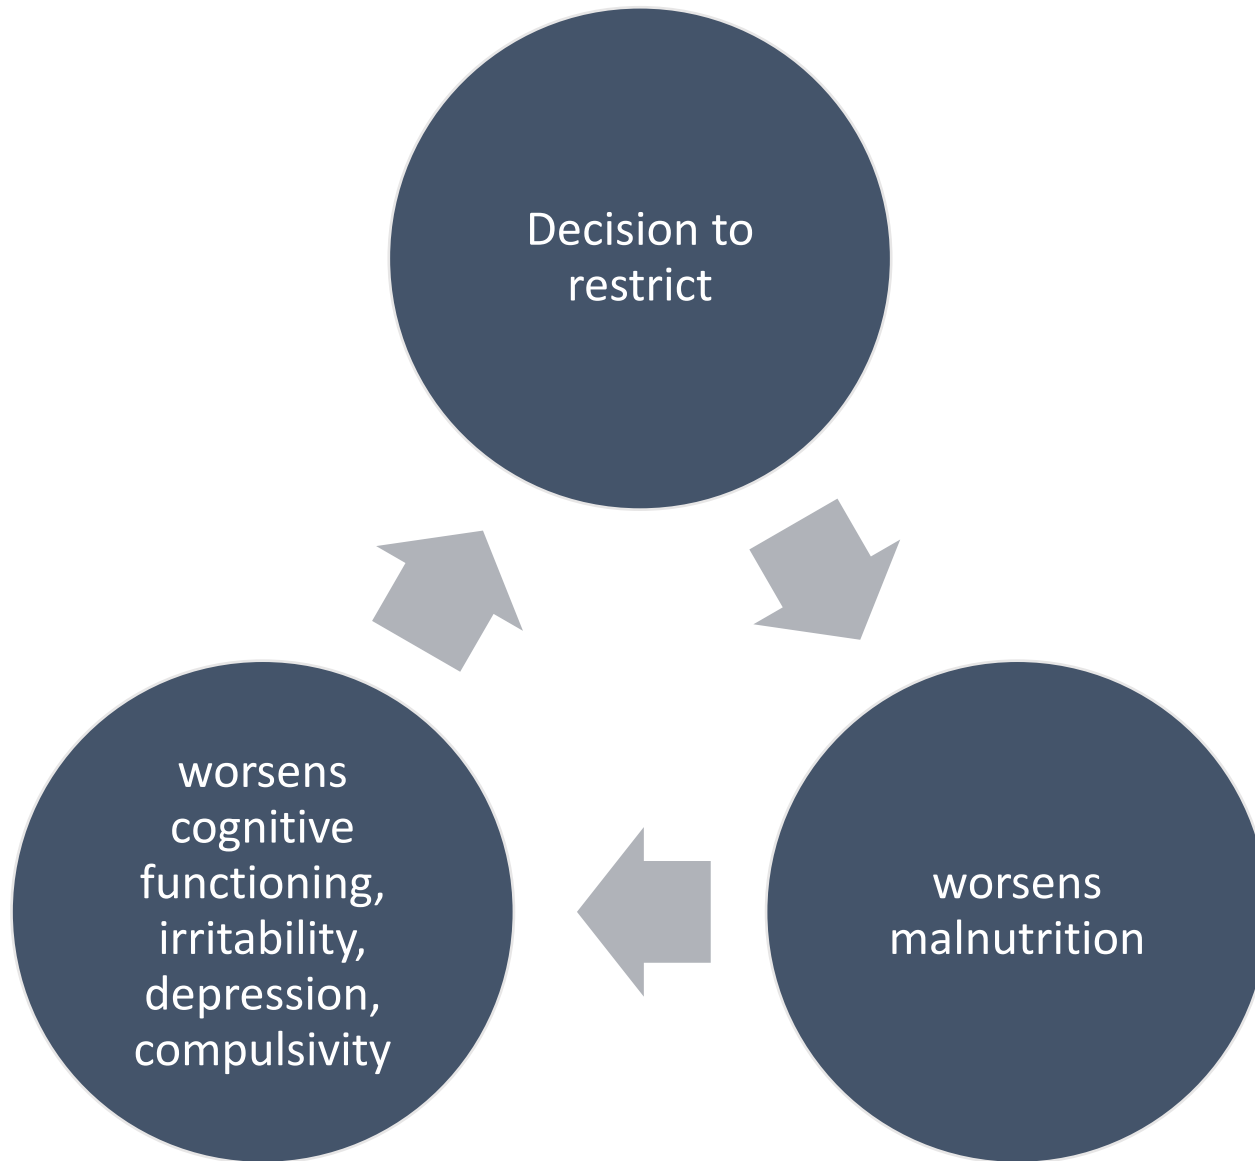 Decision to
restrict
worsens
malnutrition
worsens
cognitive
functioning,
irritability,
depression,
compulsivity